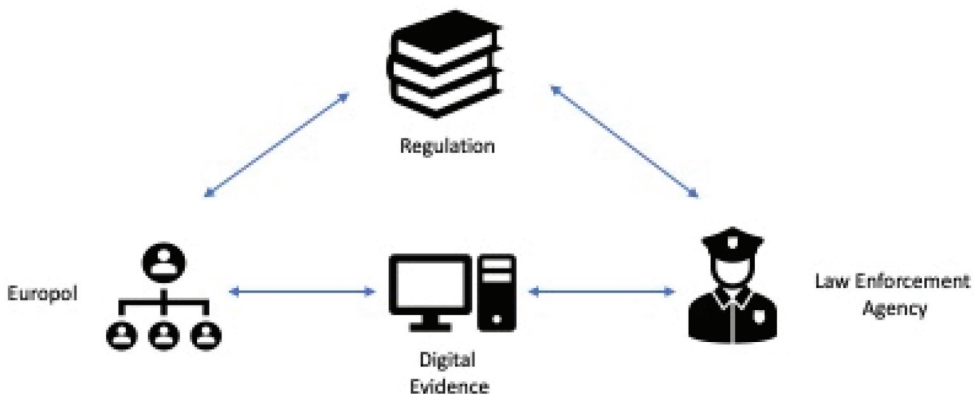 Regulation
Europol
Law Enforcement
Agency
Digital
Evidence